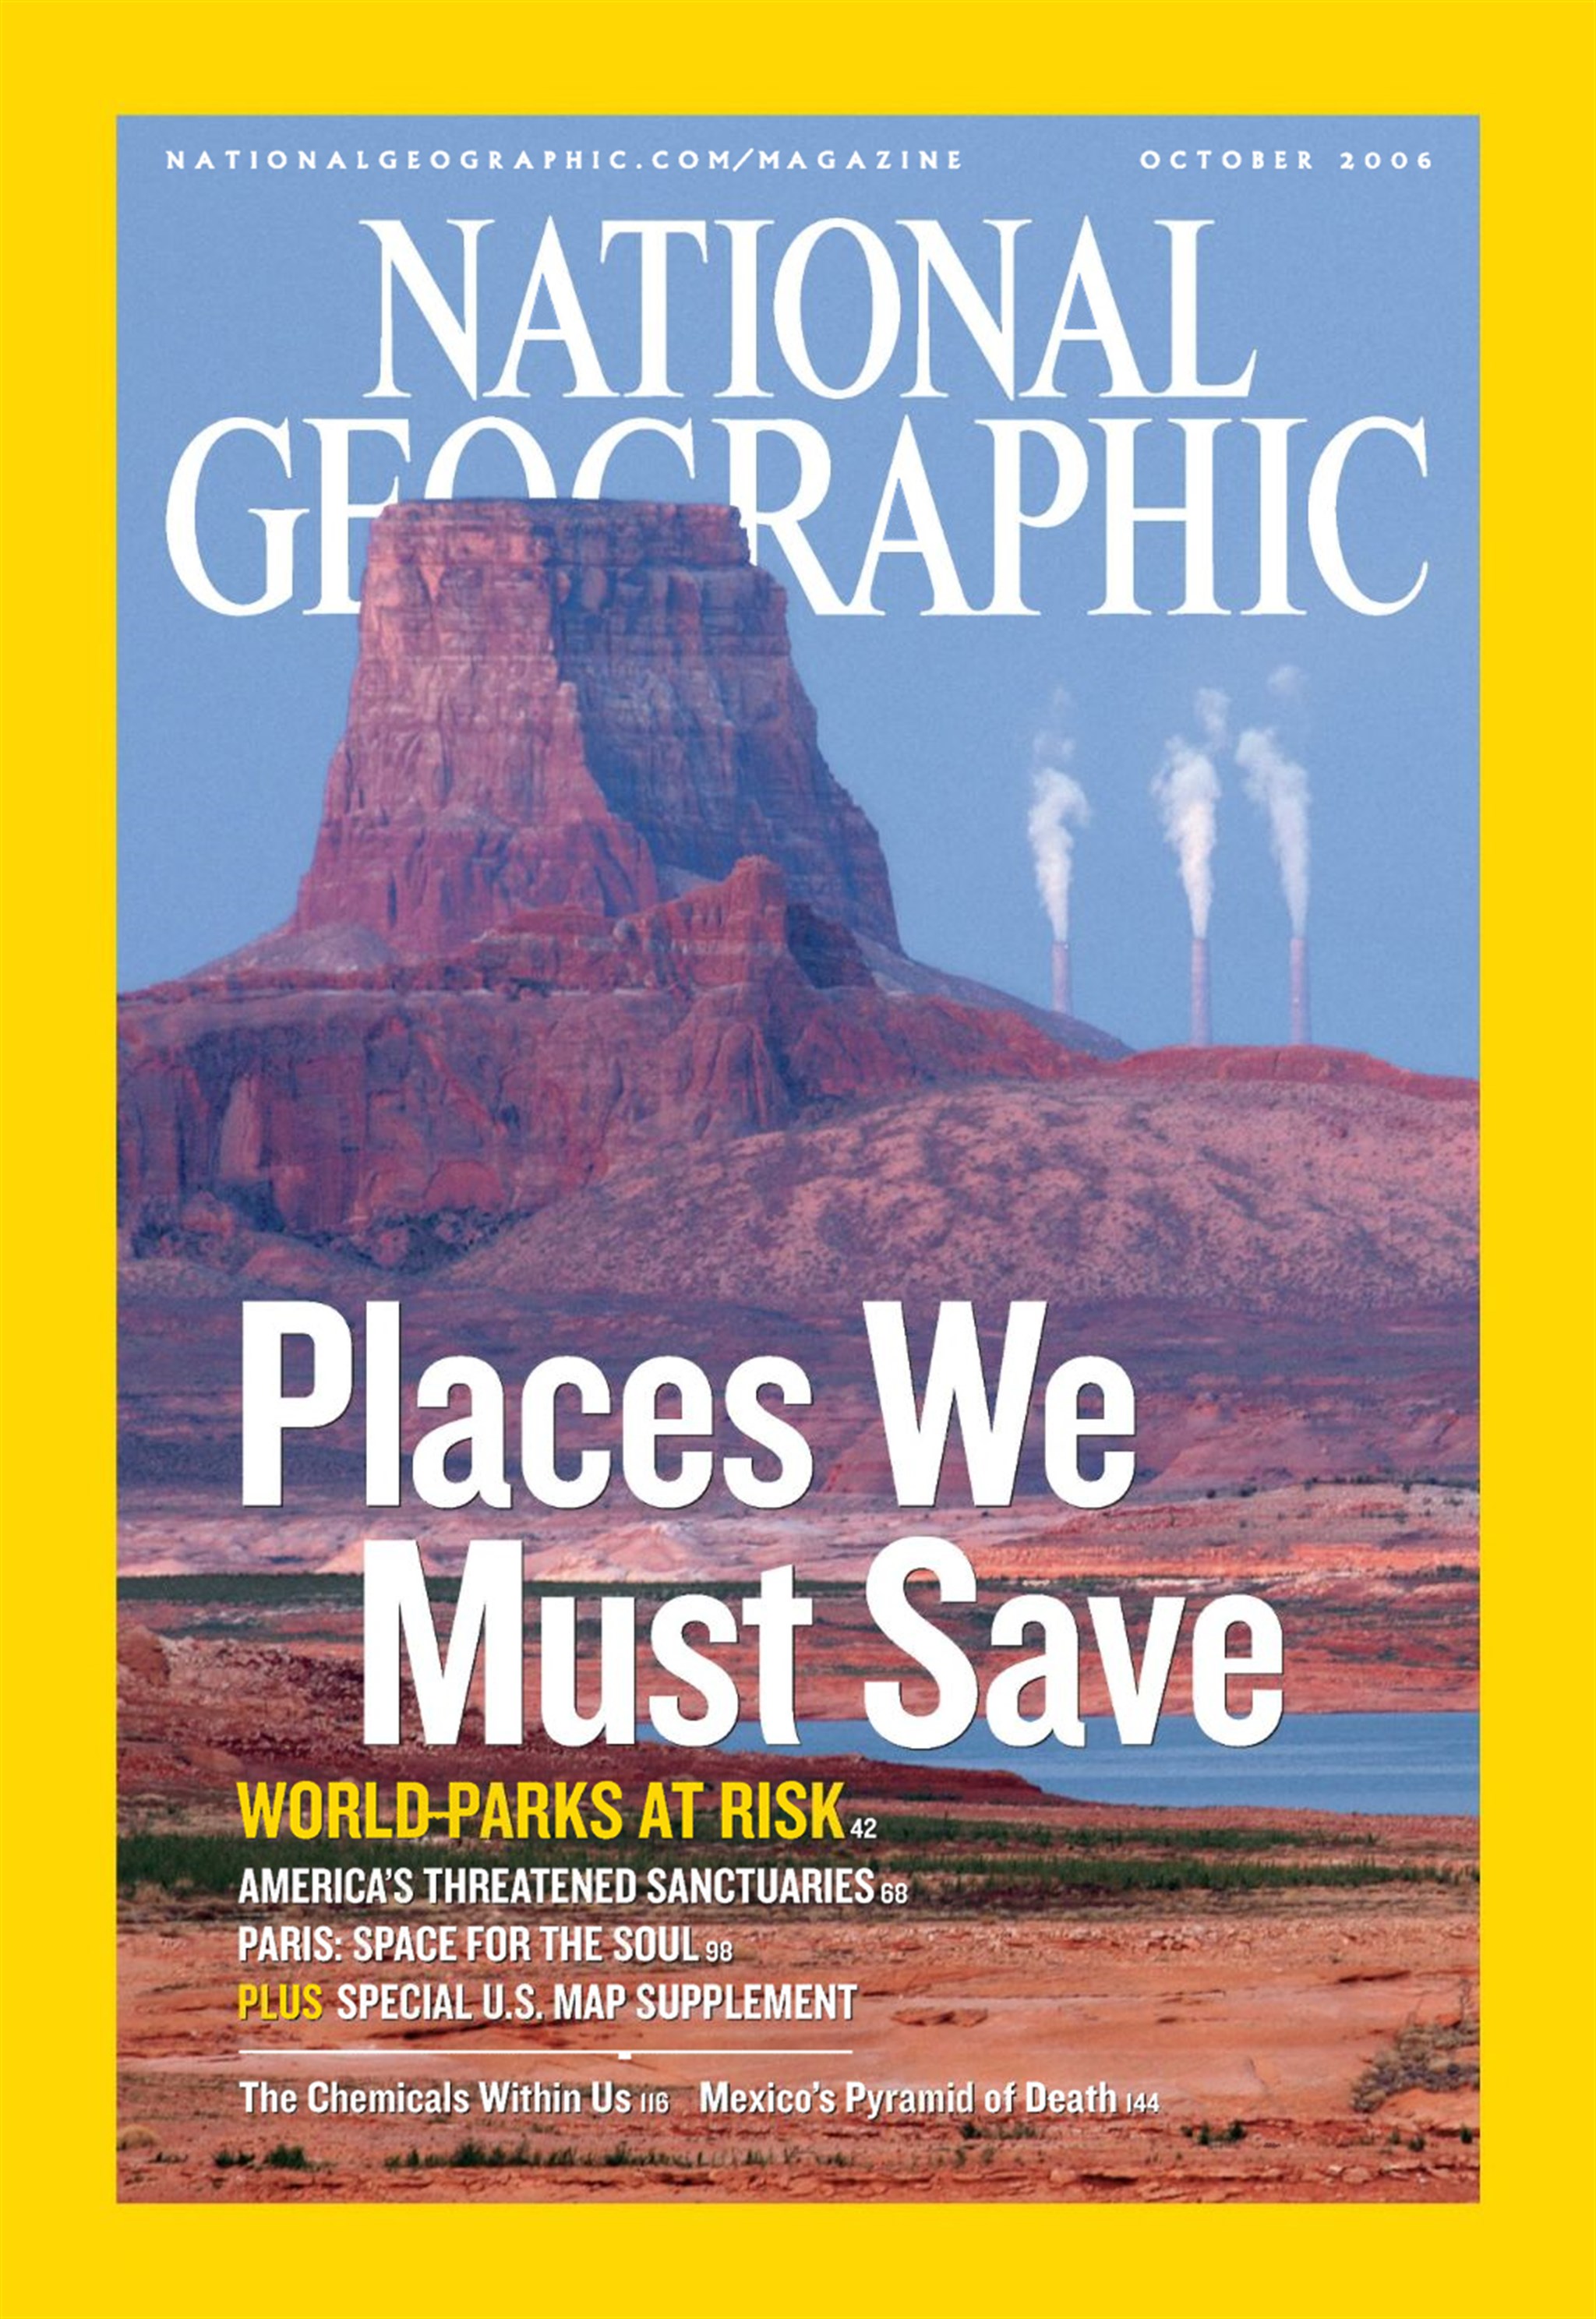 NATIONALGEOGRAPHIC.COM/MAGAZINE OCTOBER 2006
NATIONAL
GEOGRAPHIC
Places We
Must Save
WORLD PARKS AT RISK 42
AMERICA'S THREATENED SANCTUARIES 68
PARIS: SPACE FOR THE SOUL 98
PLUS SPECIAL U.S. MAP SUPPLEMENT
The Chemicals Within Us 116 Mexico's Pyramid of Death 144